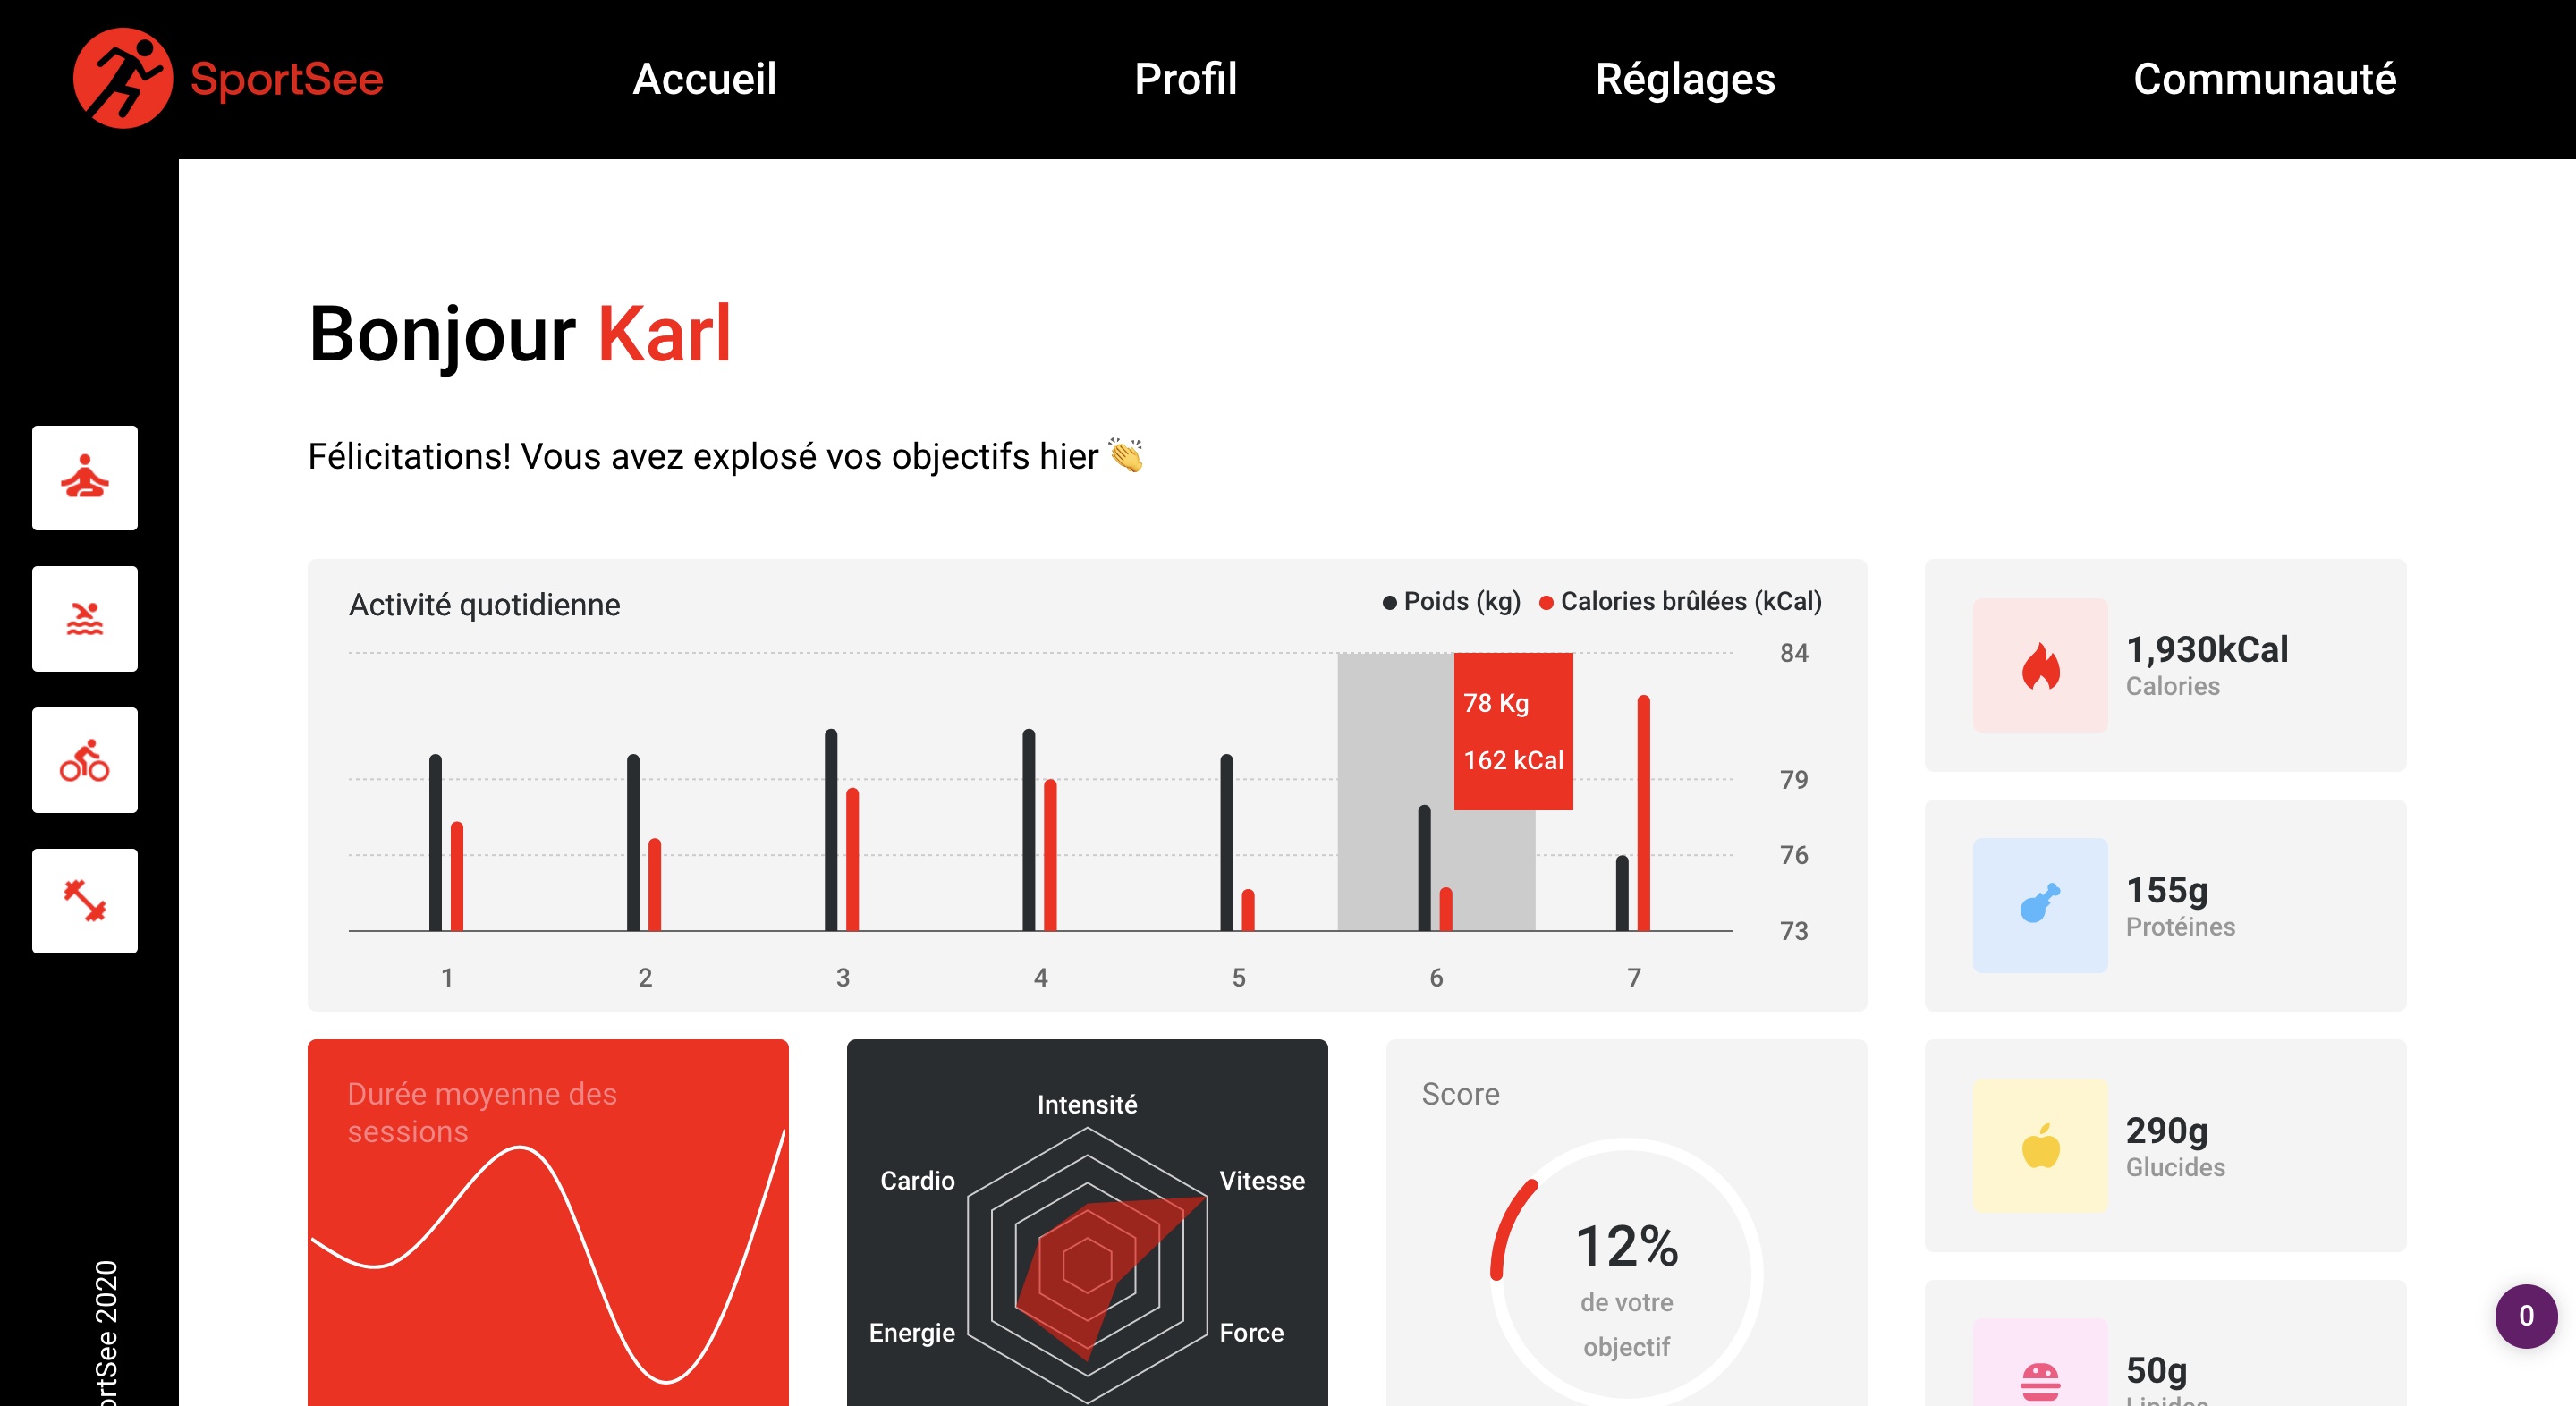 SportSee
Accueil
Profil
Réglages
Communauté
Bonjour Karl
Félicitations! Vous avez explosé vos objectifs hier 👏
Activité quotidienne
Poids (kg)
Calories brûlées (kCal)
84
79
76
73
78 Kg
162 kCal
1
2
3
4
5
6
7
1,930kCal
Calories
155g
Protéines
290g
Glucides
50g
Durée moyenne des
sessions
Intensité
Vitesse
Force
Energie
Cardio
Score
12%
de votre
objectif
0
2020